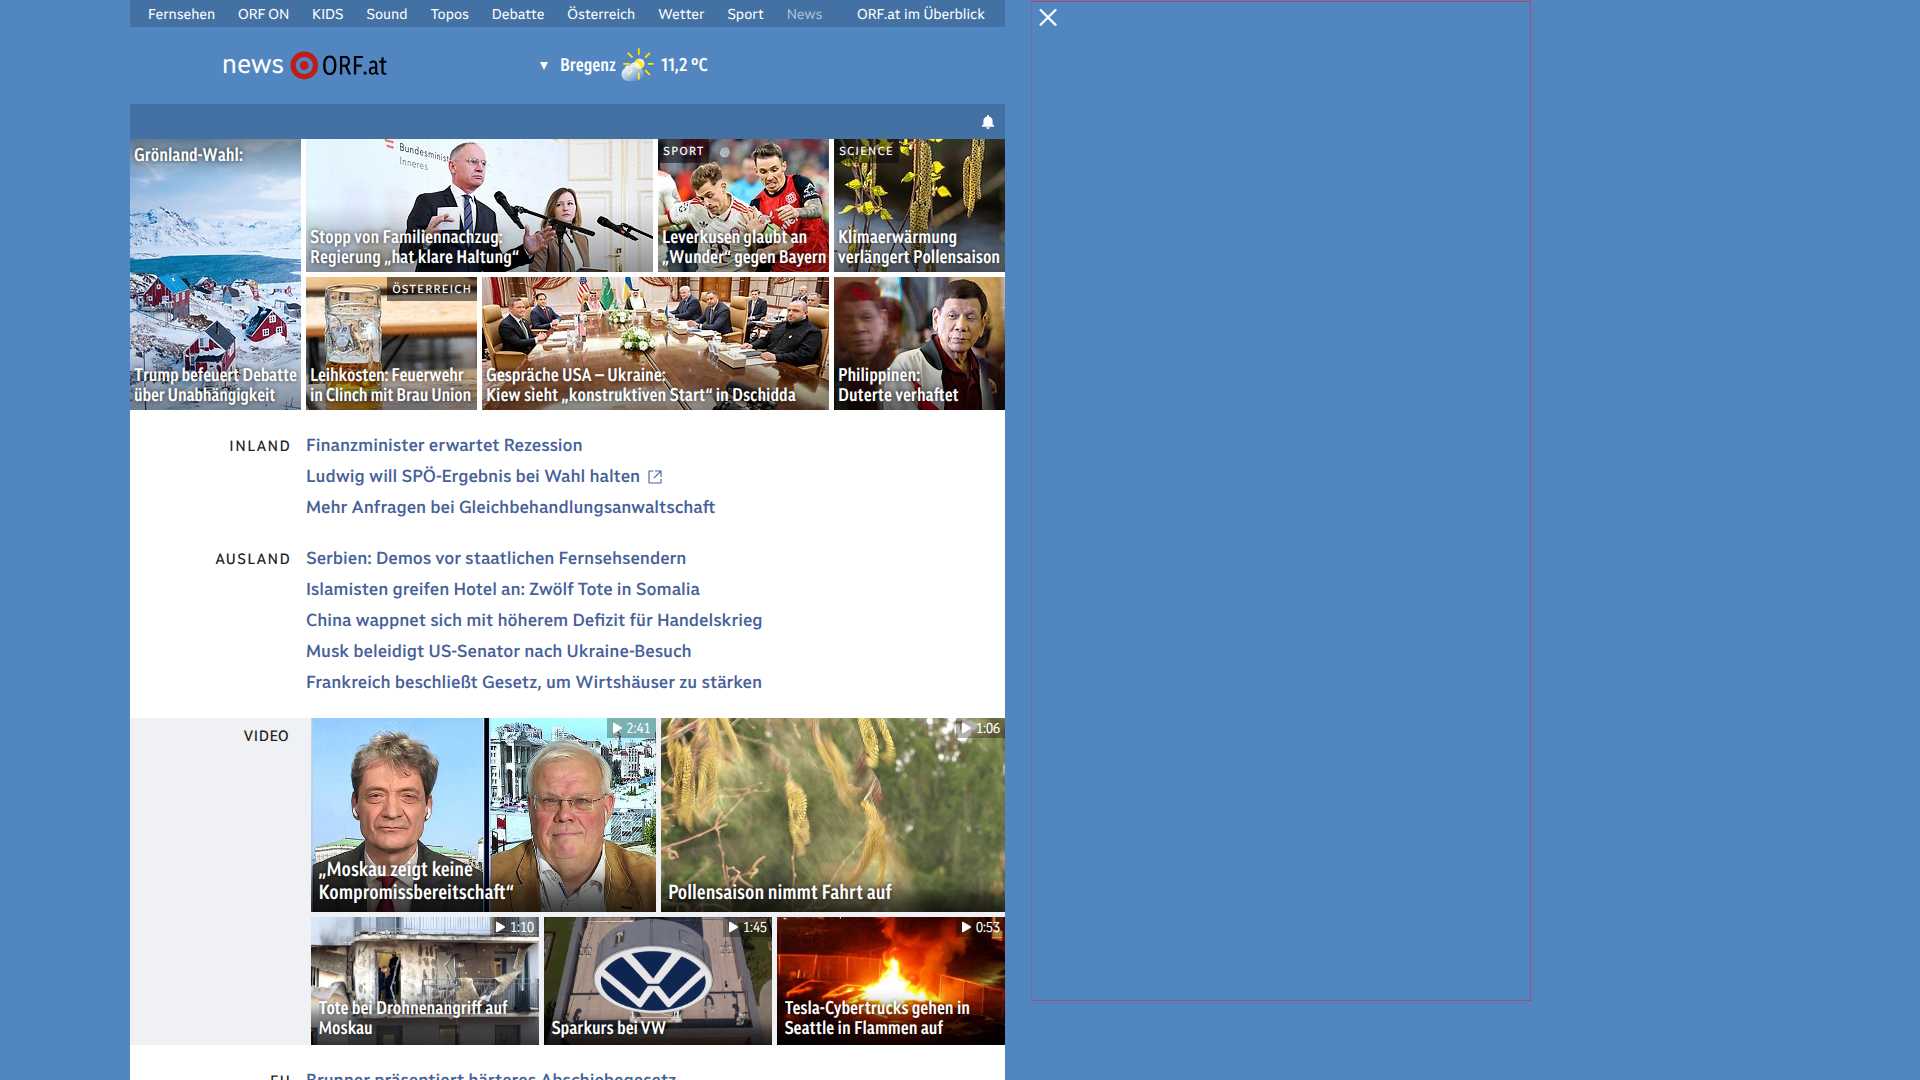 Fernsehen ORF ON KIDS Sound Topos Debatte Österreich Wetter Sport News ORF.at im Überblick
news ORF.at
Bregenz 11,2 °C
Grönland-Wahl:
Trump befeuert Debatte
über Unabhängigkeit
Bundesminist
Inneres
Stopp von Familiennachzug:
Regierung „hat klare Haltung“
SPORT
Leverkusen glaubt an
„Wunder“ gegen Bayern
SCIENCE
Klimaerwärmung
verlängert Pollensaison
ÖSTERREICH
Leihkosten: Feuerwehr
in Clinch mit Brau Union
Gespräche USA – Ukraine:
Kiew sieht „konstruktiven Start“ in Dschidda
Philippinen:
Duterte verhaftet
INLAND
Finanzminister erwartet Rezession
Ludwig will SPÖ-Ergebnis bei Wahl halten
Mehr Anfragen bei Gleichbehandlungsanwaltschaft
AUSLAND
Serbien: Demos vor staatlichen Fernsehsendern
Islamisten greifen Hotel an: Zwölf Tote in Somalia
China wappnet sich mit höherem Defizit für Handelskrieg
Musk beleidigt US-Senator nach Ukraine-Besuch
Frankreich beschließt Gesetz, um Wirtshäuser zu stärken
VIDEO
2:41
„Moskau zeigt keine
Kompromissbereitschaft“
1:06
Pollensaison nimmt Fahrt auf
1:10
Tote bei Drohnenangriff auf
Moskau
1:45
Sparkurs bei VW
0:53
Tesla-Cybertrucks gehen in
Seattle in Flammen auf
EU
Brunner präsentiert härteres Abschiebegesetz